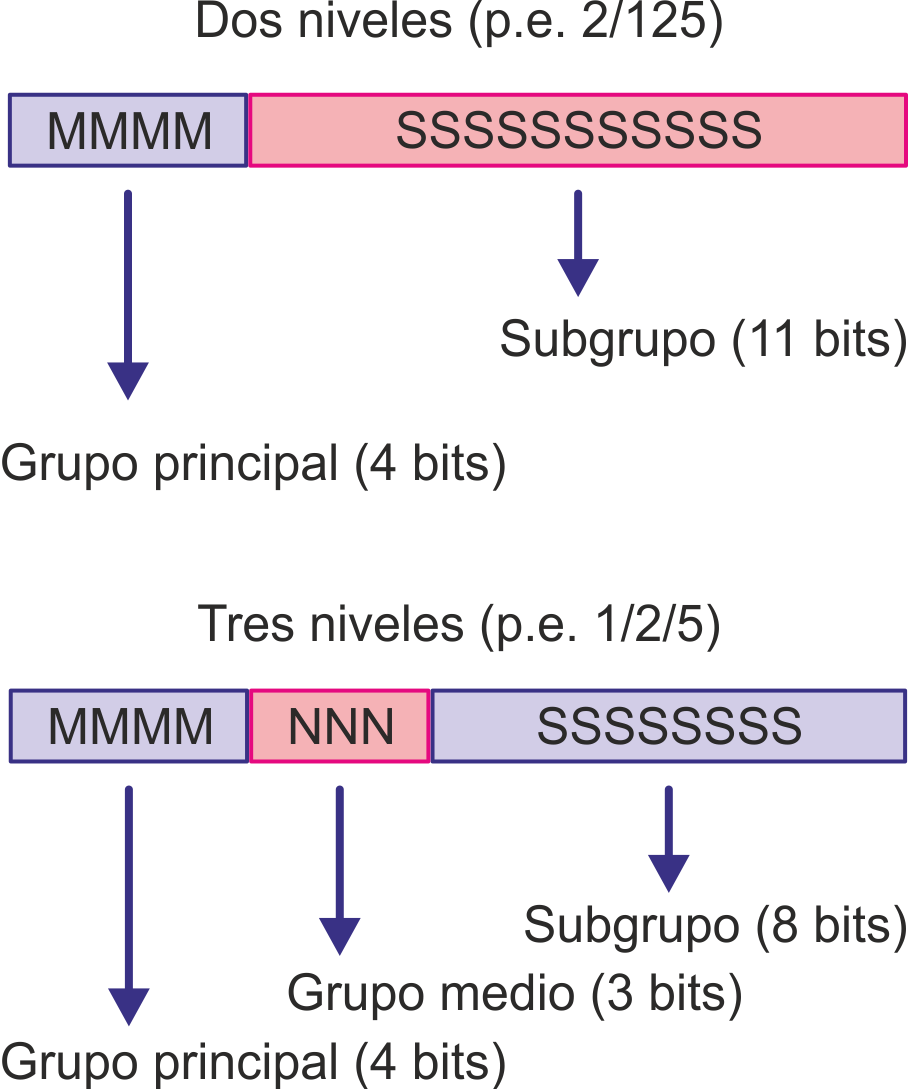 Dos niveles (p.e. 2/125)
MMMM SSSSSSSSSSS
Subgrupo (11 bits)
Grupo principal (4 bits)
Tres niveles (p.e. 1/2/5)
MMMM NNN SSSSSSSS
Subgrupo (8 bits)
Grupo medio (3 bits)
Grupo principal (4 bits)